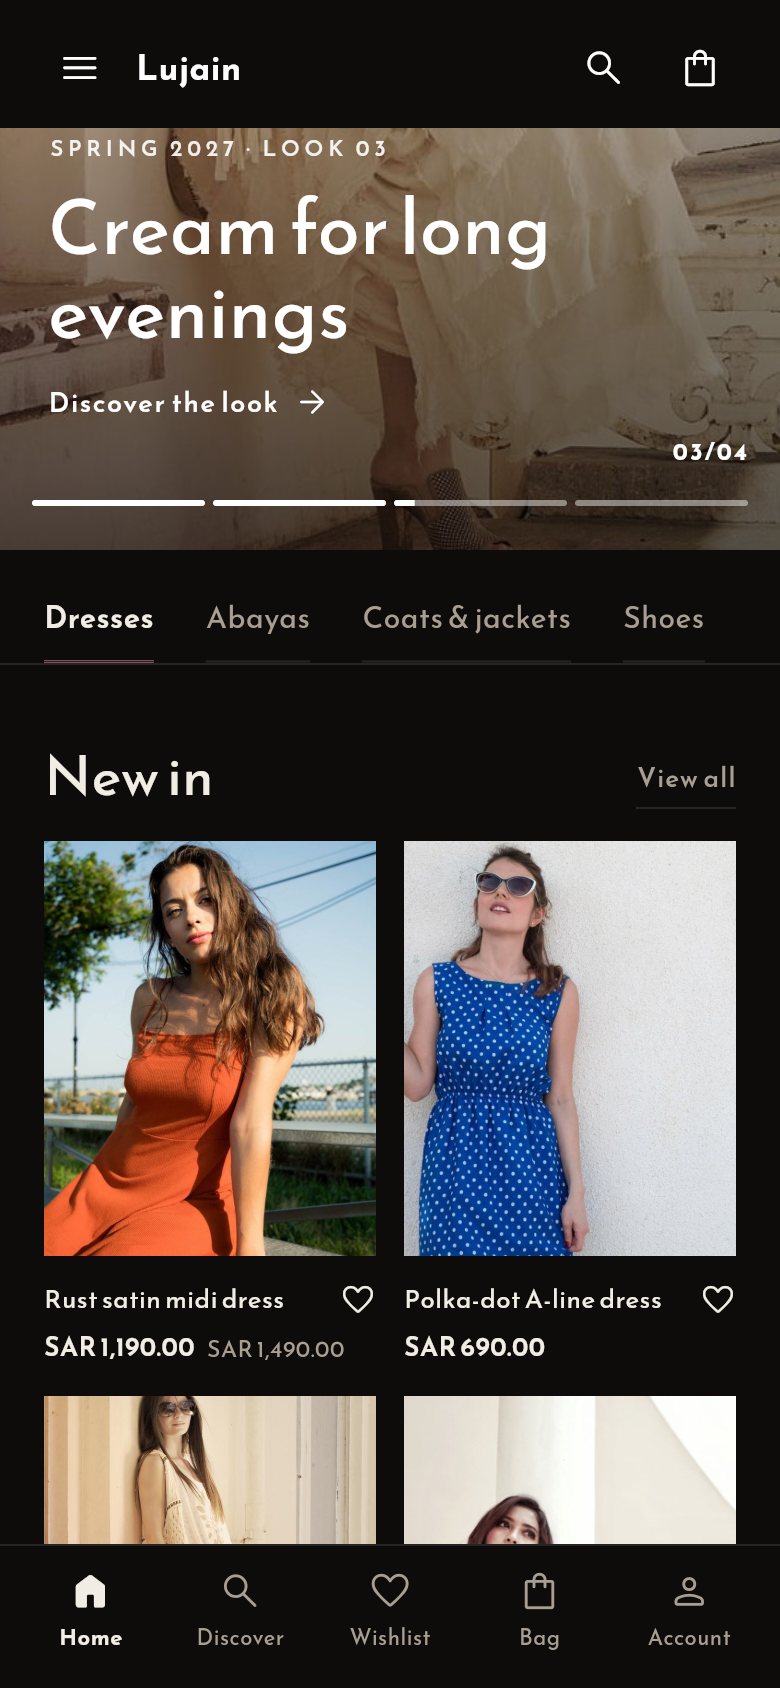 Lujain
SPRING 2027 · LOOK 03
Cream for long
evenings
Discover the look
03/04
Dresses Abayas Coats & jackets Shoes
New in View all
Rust satin midi dress
SAR 1,190.00 SAR 1,490.00
Polka-dot A-line dress
SAR 690.00
Home Discover Wishlist Bag Account